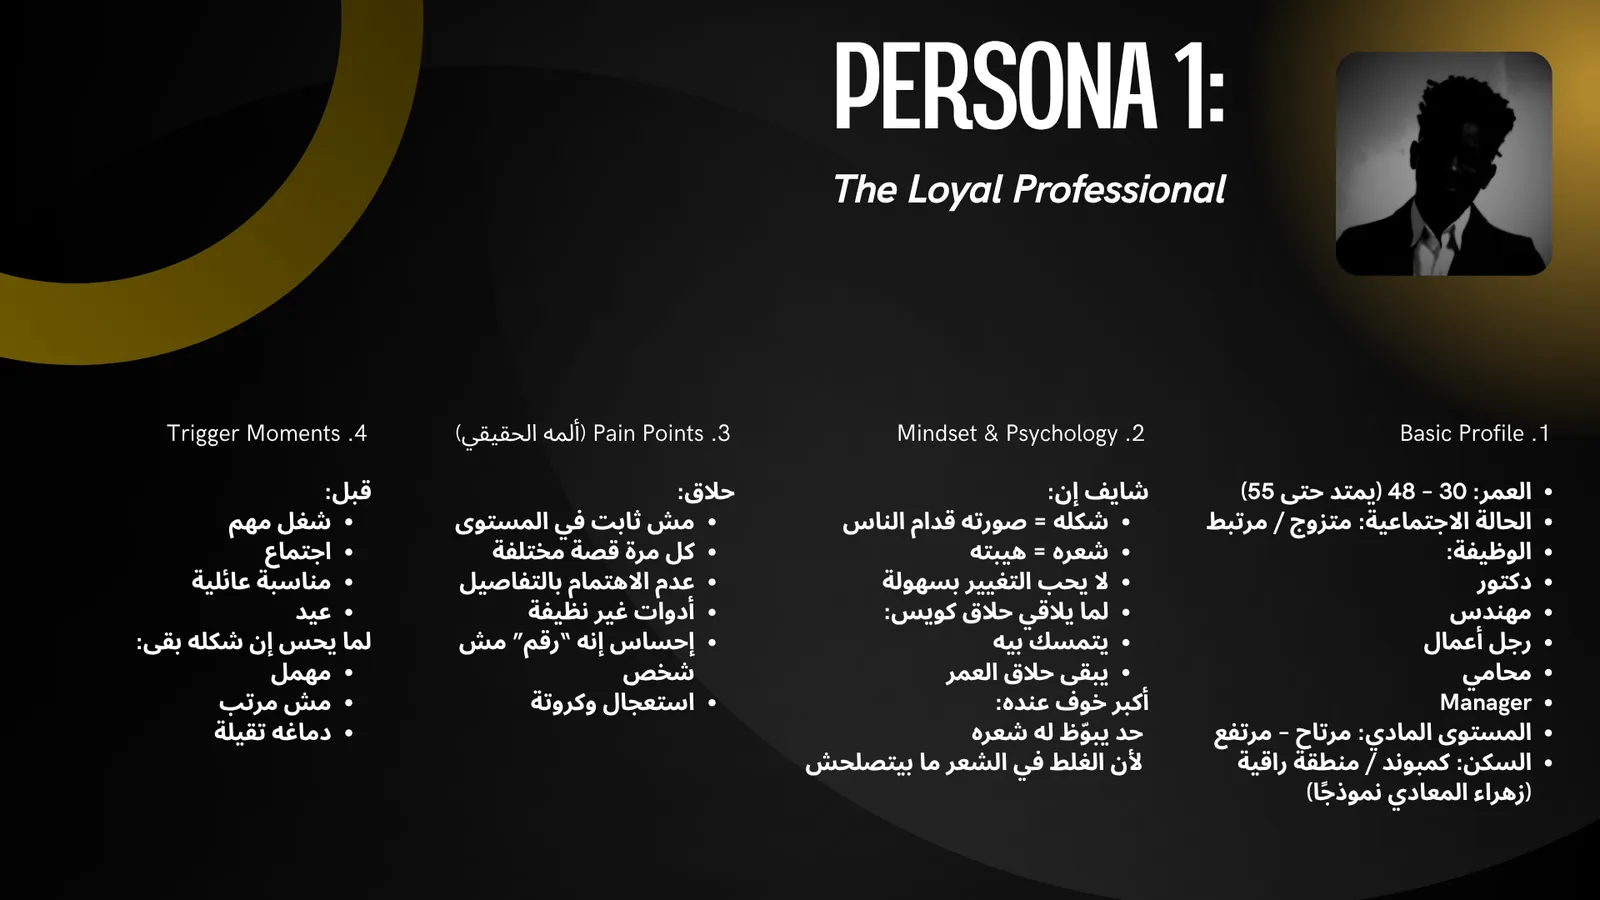 PERSONA 1:
The Loyal Professional
1. Basic Profile
العمر: 30 – 48 (يمتد حتى 55)
الحالة الاجتماعية: متزوج / مرتبط
الوظيفة:
دكتور
مهندس
رجل أعمال
محامي
Manager
المستوى المادي: مرتاح – مرتفع
السكن: كمبوند / منطقة راقية
(زهراء المعادي نموذجًا)
2. Mindset & Psychology
شايف إن:
شكله = صورته قدام الناس
شعره = هيبته
لا يحب التغيير بسهولة
لما يلاقي حلاق كويس:
يتمسك بيه
يبقى حلاق العمر
أكبر خوف عنده:
حد يبوّظ له شعره
لأن الغلط في الشعر ما بيتصلحش
3. Pain Points (ألمه الحقيقي)
حلاق:
مش ثابت في المستوى
كل مرة قصة مختلفة
عدم الاهتمام بالتفاصيل
أدوات غير نظيفة
إحساس إنه “رقم” مش
شخص
استعجال وكروتة
4. Trigger Moments
قبل:
شغل مهم
اجتماع
مناسبة عائلية
عيد
لما يحس إن شكله بقى:
مهمل
مش مرتب
دماغه تقيلة